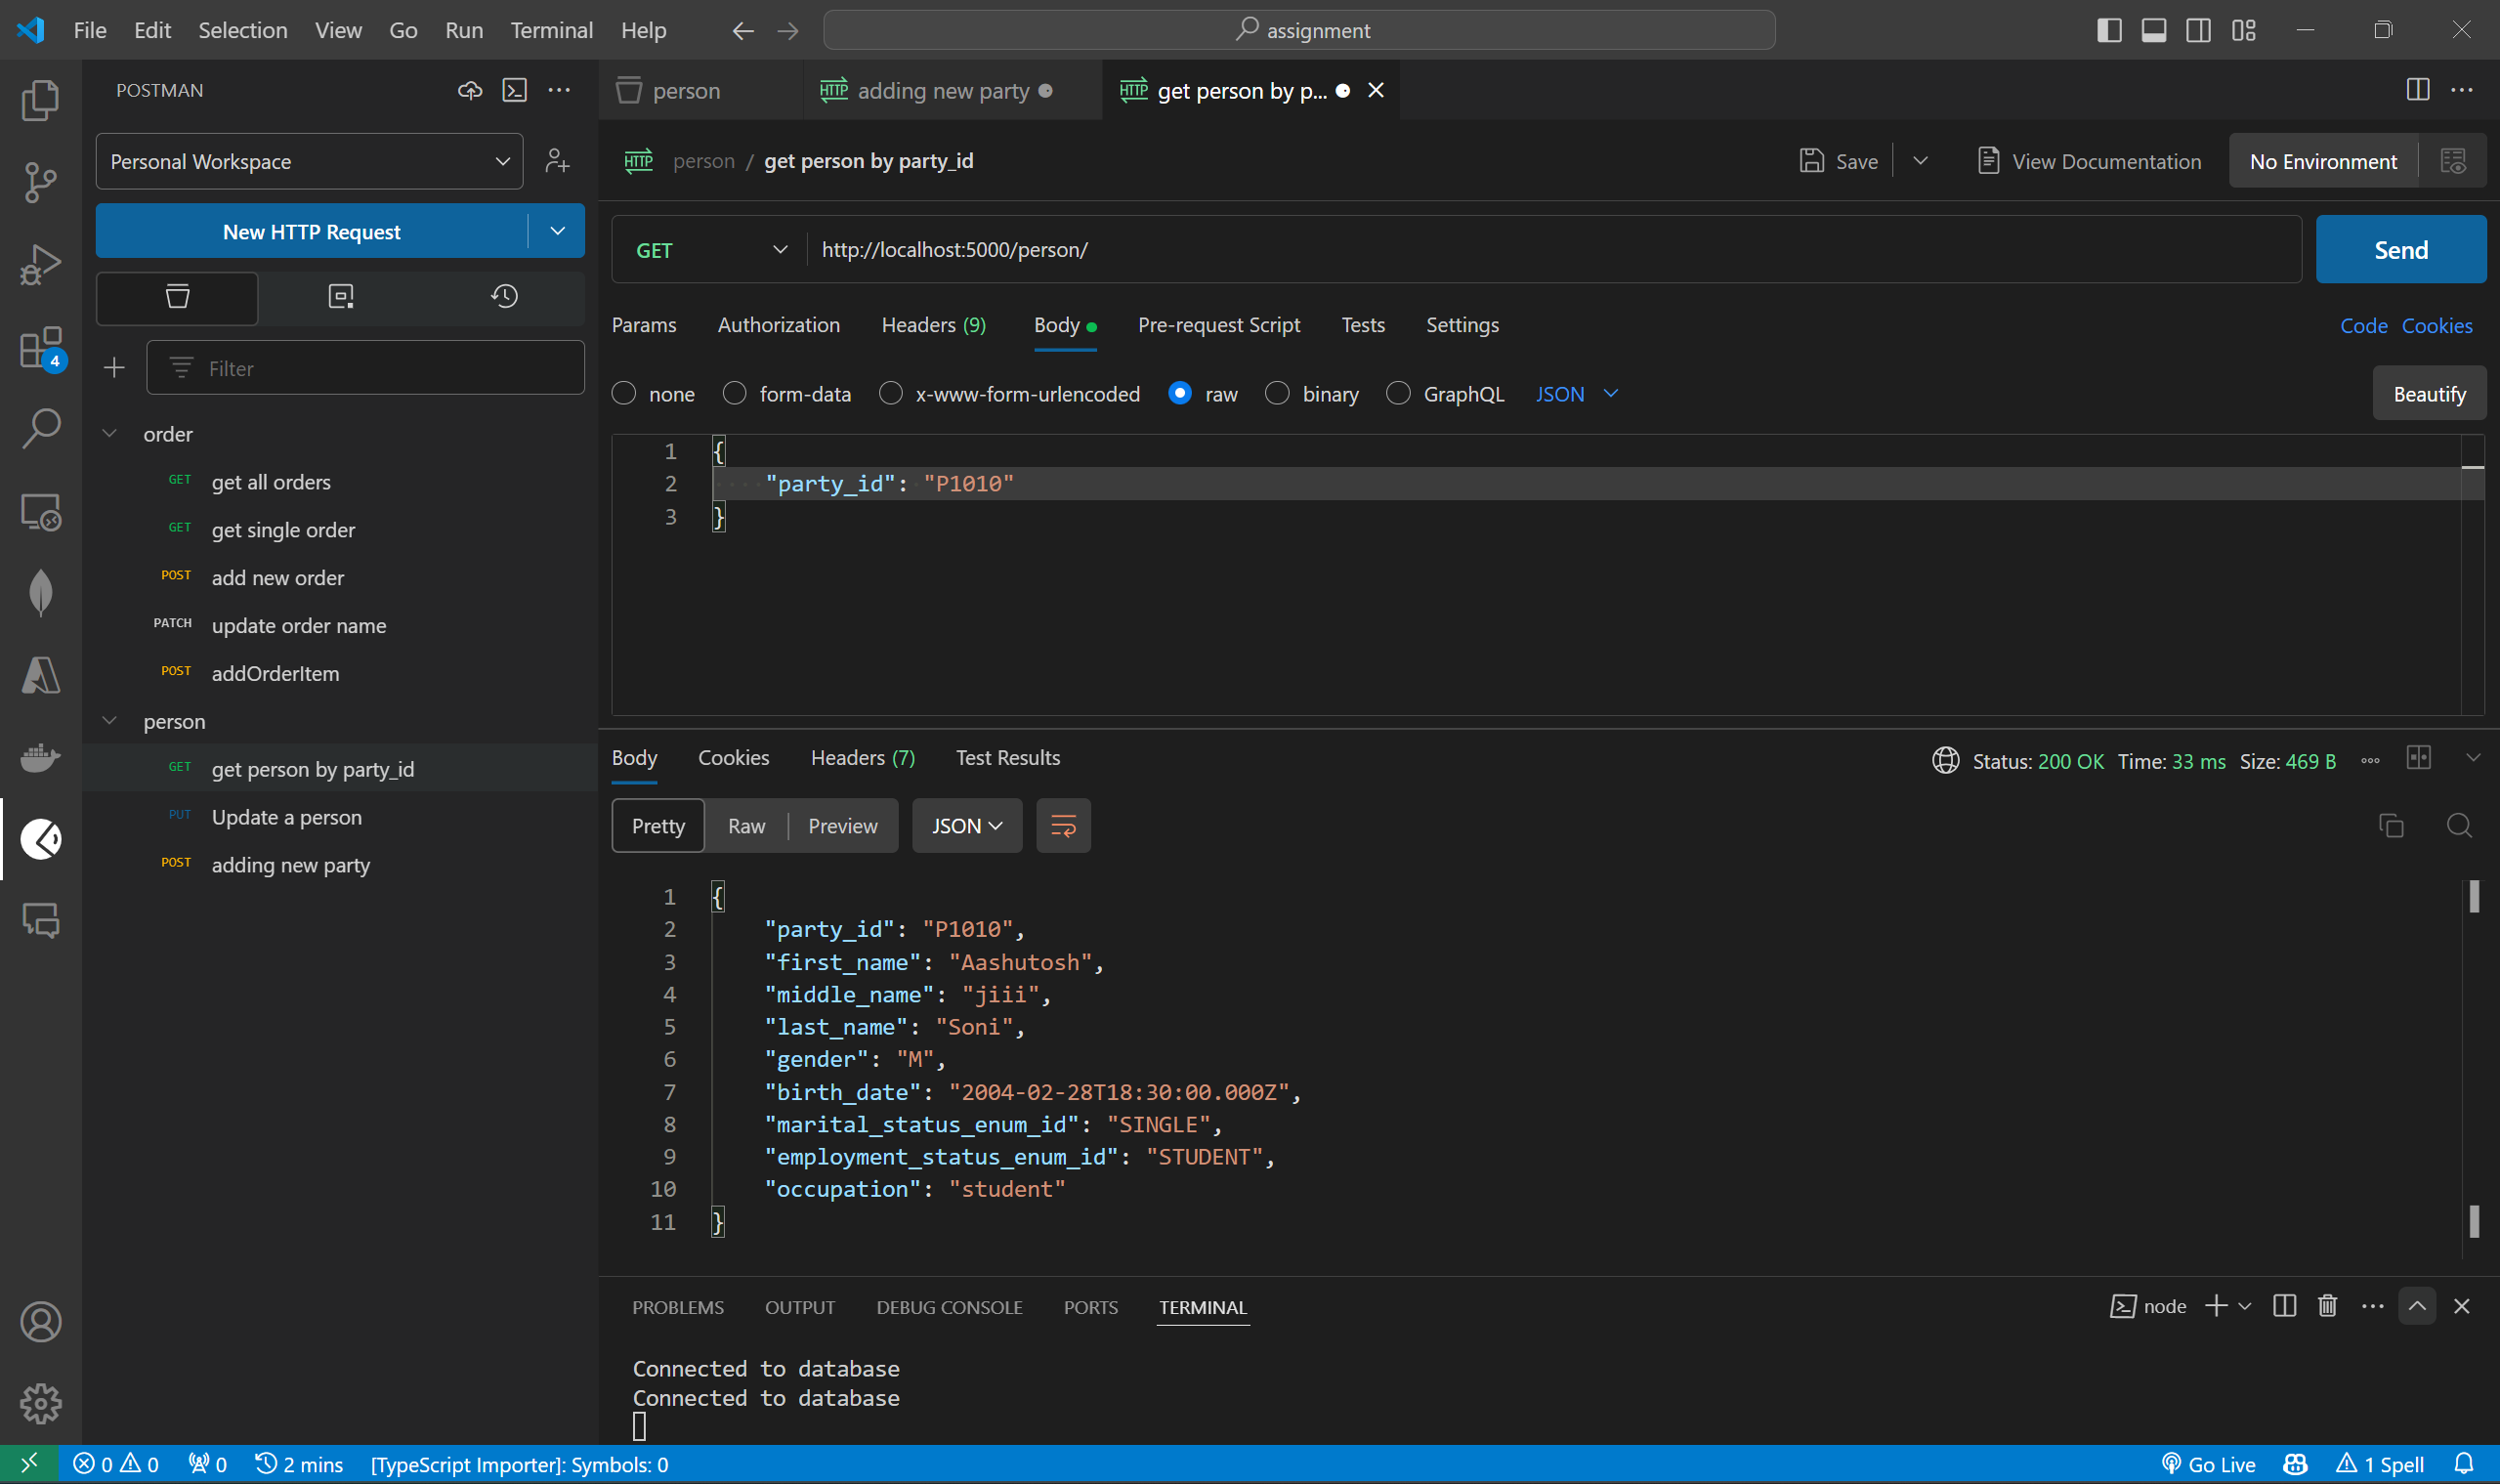 File Edit Selection View Go Run Terminal Help
assignment
POSTMAN
Personal Workspace
New HTTP Request
Filter
order
GET get all orders
GET get single order
POST add new order
PATCH update order name
POST addOrderItem
person
GET get person by party_id
PUT Update a person
POST adding new party
4
person
HTTP adding new party
HTTP get person by p...
HTTP person / get person by party_id
Save
View Documentation
No Environment
GET http://localhost:5000/person/
Send
Params Authorization Headers (9) Body Pre-request Script Tests Settings
Code Cookies
none form-data x-www-form-urlencoded raw binary GraphQL JSON
Beautify
1 {
2 "party_id": "P1010"
3 }
Body Cookies Headers (7) Test Results
Status: 200 OK Time: 33 ms Size: 469 B
Pretty Raw Preview JSON
1 {
2 "party_id": "P1010",
3 "first_name": "Aashutosh",
4 "middle_name": "jiii",
5 "last_name": "Soni",
6 "gender": "M",
7 "birth_date": "2004-02-28T18:30:00.000Z",
8 "marital_status_enum_id": "SINGLE",
9 "employment_status_enum_id": "STUDENT",
10 "occupation": "student"
11 }
PROBLEMS OUTPUT DEBUG CONSOLE PORTS TERMINAL
node
Connected to database
Connected to database
0 0 0 2 mins [TypeScript Importer]: Symbols: 0
Go Live
1 Spell